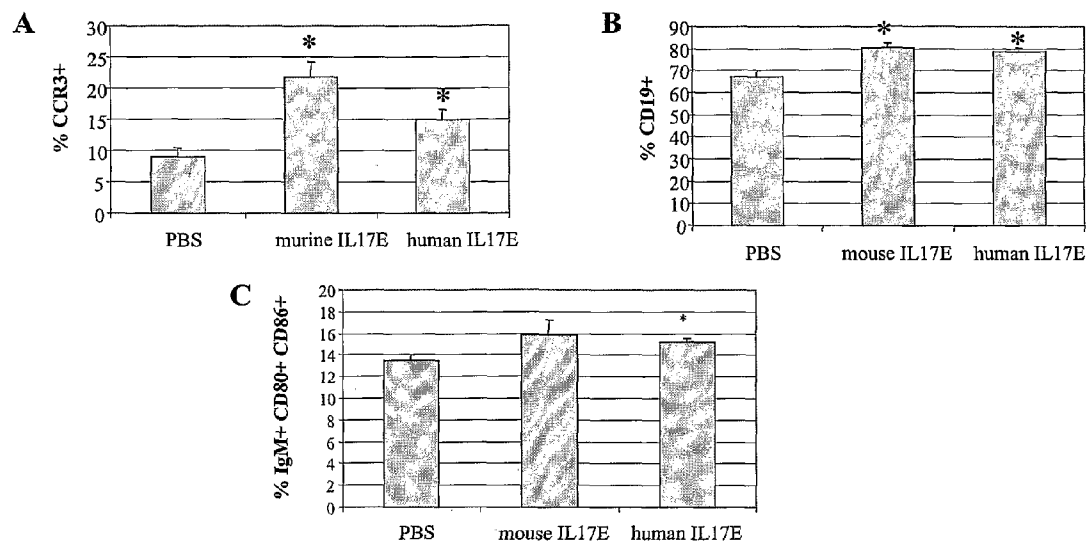 A
% CCR3+
30
25
20
15
10
5
0
*
*
PBS
murine IL17E
human IL17E
B
% CD19+
90
80
70
60
50
40
30
20
10
0
*
*
PBS
mouse IL17E
human IL17E
C
% IgM+ CD80+ CD86+
20
18
16
14
12
10
8
6
4
2
0
*
PBS
mouse IL17E
human IL17E